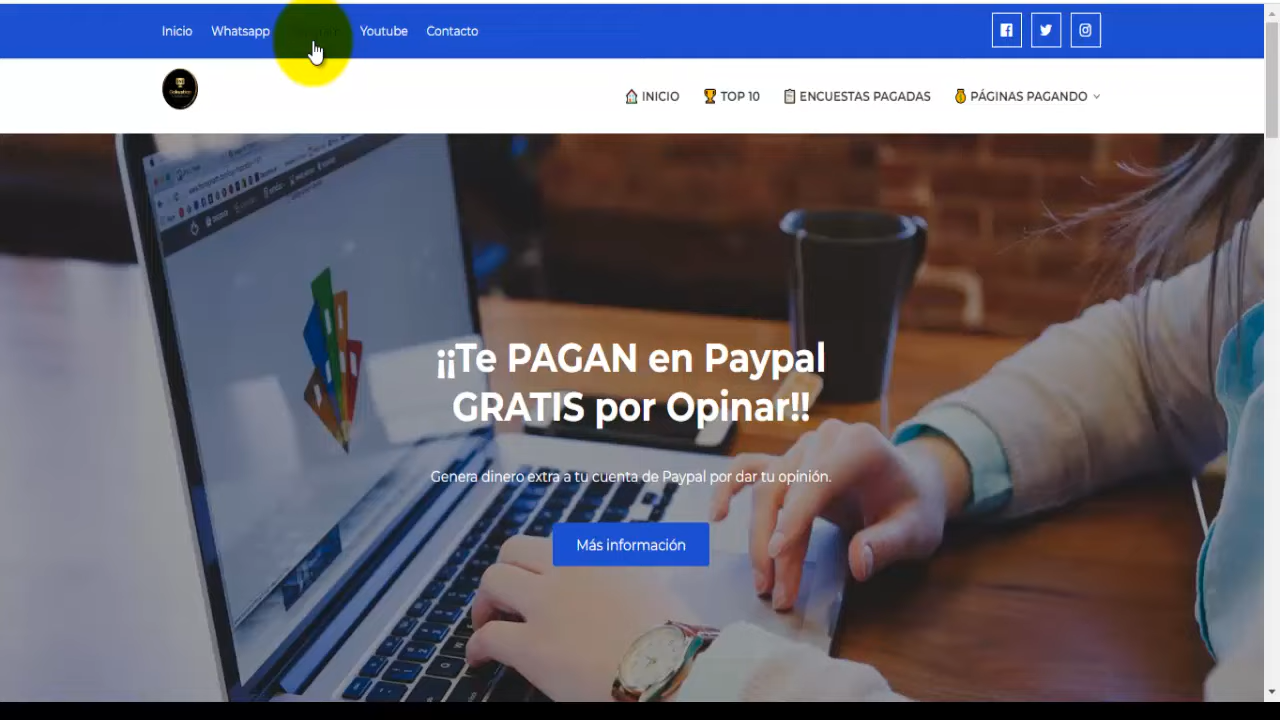 Inicio Whatsapp Youtube Contacto
INICIO TOP 10 ENCUESTAS PAGADAS PÁGINAS PAGANDO
¡¡Te PAGAN en Paypal
GRATIS por Opinar!!
Genera dinero extra a tu cuenta de Paypal por dar tu opinión.
Más información